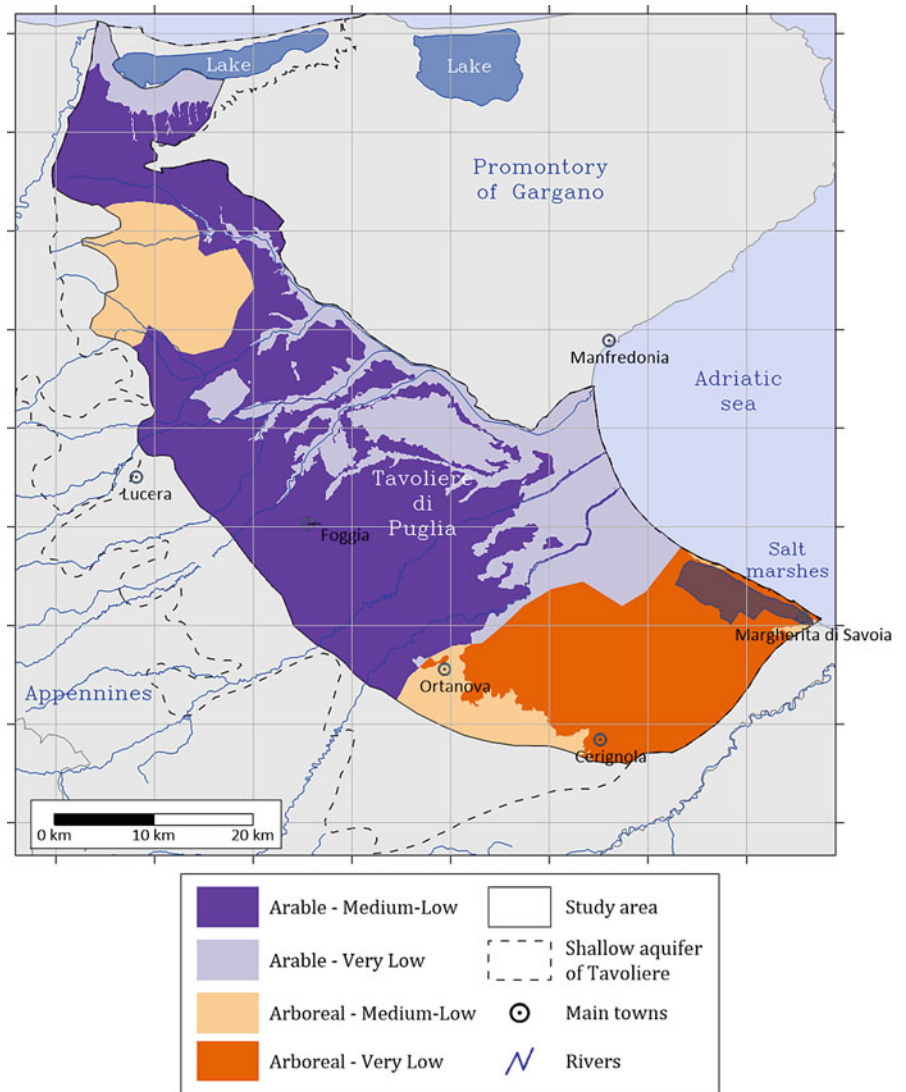 Lake
Lake
Promontory
of Gargano
Manfredonia
Adriatic
sea
Lucera
Tavoliere
di
Puglia
Foggia
Salt
marshes
Margherita di Savoia
Ortanova
Appennines
Cerignola
0 km 10 km 20 km
Arable - Medium-Low
Arable - Very Low
Arboreal - Medium-Low
Arboreal - Very Low
Study area
Shallow aquifer
of Tavoliere
Main towns
Rivers